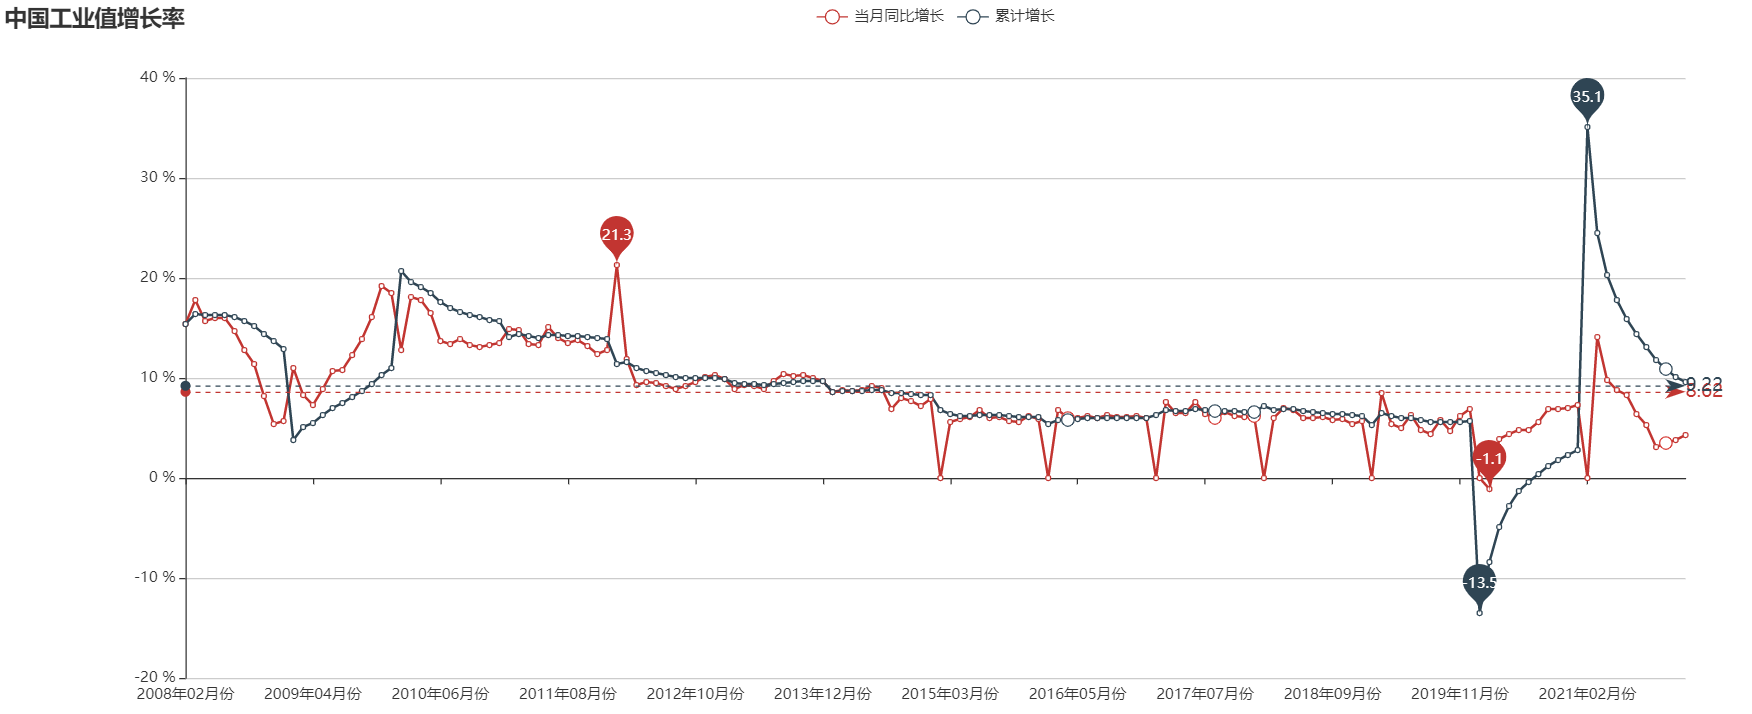 中国工业值增长率
当月同比增长
累计增长
40 %
30 %
20 %
10 %
0 %
-10 %
-20 %
35.1
21.3
-1.1
-13.5
8.62
2008年02月份
2009年04月份
2010年06月份
2011年08月份
2012年10月份
2013年12月份
2015年03月份
2016年05月份
2017年07月份
2018年09月份
2019年11月份
2021年02月份